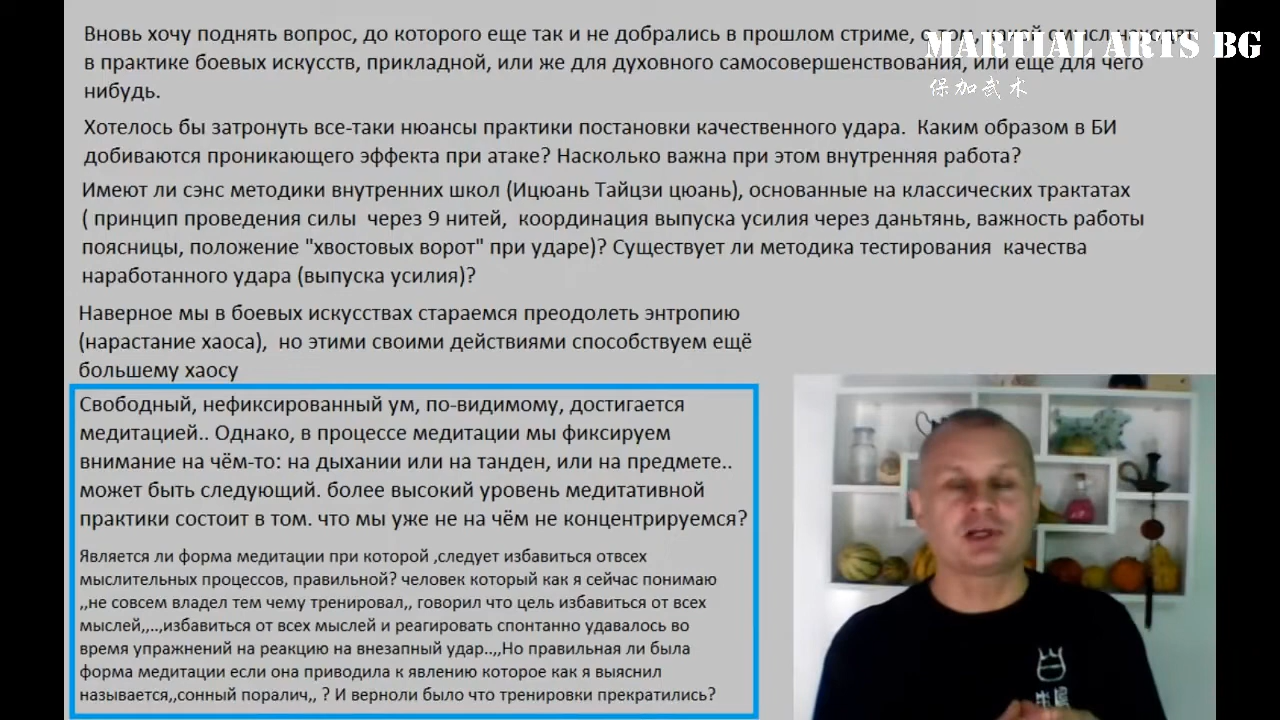 Вновь хочу поднять вопрос, до которого еще так и не добрались в прошлом стриме, о том,
MARTIAL ARTS BG
в практике боевых искусств, прикладной, или же для духовного самосовершенствования, или еще для чего
нибудь.
保加武术
Хотелось бы затронуть все-таки нюансы практики постановки качественного удара. Каким образом в БИ
добиваются проникающего эффекта при атаке? Насколько важна при этом внутренняя работа?
Имеют ли сэнс методики внутренних школ (Ицюань Тайцзи цюань), основанные на классических трактатах
( принцип проведения силы через 9 нитей, координация выпуска усилия через даньтянь, важность работы
поясницы, положение "хвостовых ворот" при ударе)? Существует ли методика тестирования качества
наработанного удара (выпуска усилия)?
Наверное мы в боевых искусствах стараемся преодолеть энтропию
(нарастание хаоса), но этими своими действиями способствуем ещё
большему хаосу
Свободный, нефиксированный ум, по-видимому, достигается
медитацией.. Однако, в процессе медитации мы фиксируем
внимание на чём-то: на дыхании или на танден, или на предмете..
может быть следующий. более высокий уровень медитативной
практики состоит в том. что мы уже не на чём не концентрируемся?
Является ли форма медитации при которой ,следует избавиться отвсех
мыслительных процессов, правильной? человек который как я сейчас понимаю
,,не совсем владел тем чему тренировал,, говорил что цель избавиться от всех
мыслей,,..,избавиться от всех мыслей и реагировать спонтанно удавалось во
время упражнений на реакцию на внезапный удар..,,Но правильная ли была
форма медитации если она приводила к явлению которое как я выяснил
называется,,сонный поралич,, ? И верноли было что тренировки прекратились?